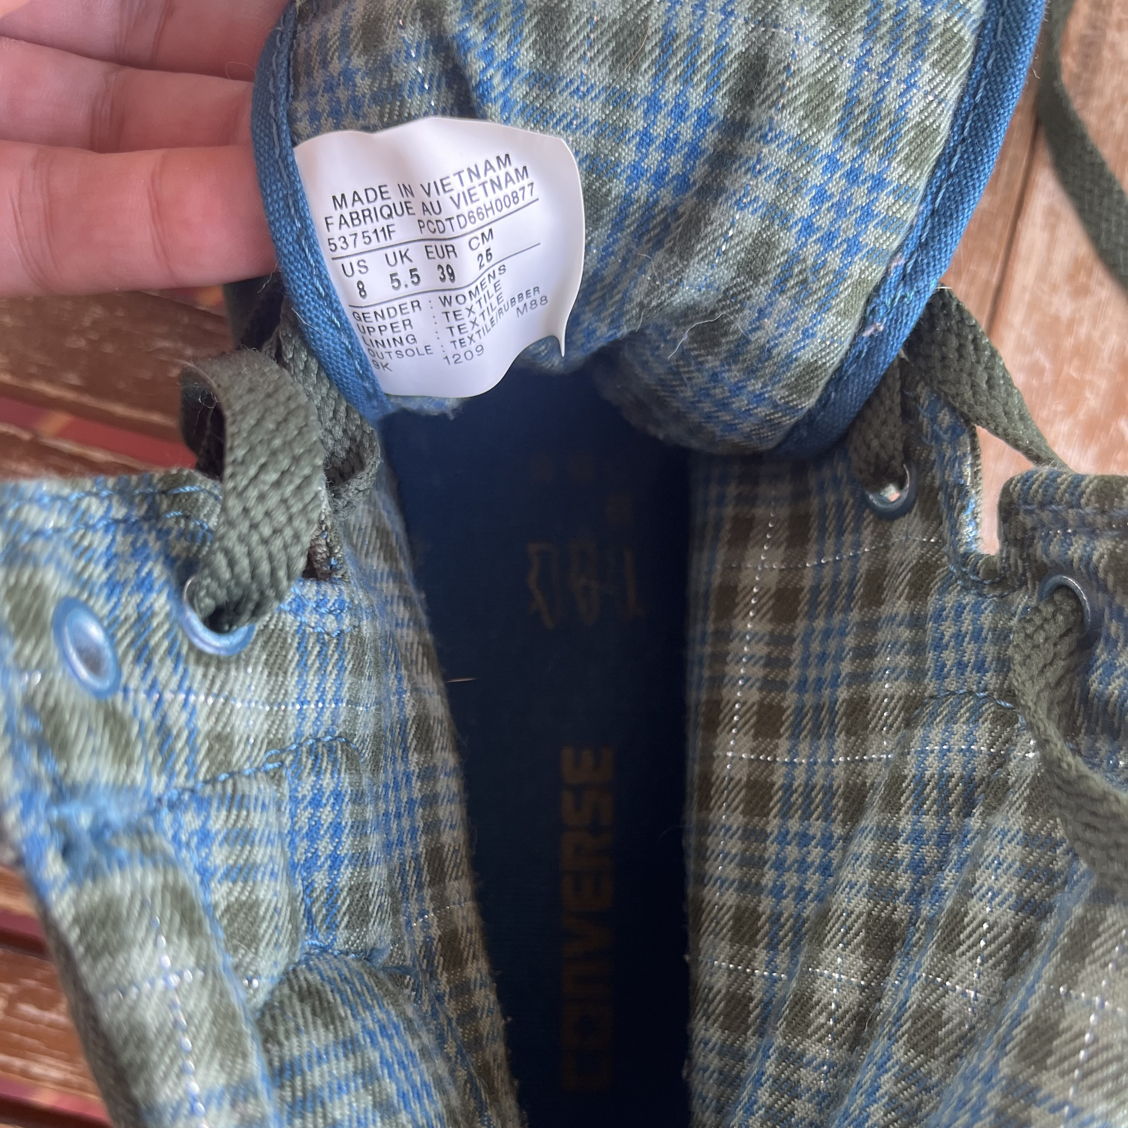 MADE IN VIETNAM
FABRIQUE AU VIETNAM
537511F PCDTD66H00877
US UK EUR CM
8 5.5 39 25
GENDER : WOMENS
UPPER : TEXTILE
LINING : TEXTILE
OUTSOLE : TEXTILE/RUBBER
SK 1209 M88
CONVERSE